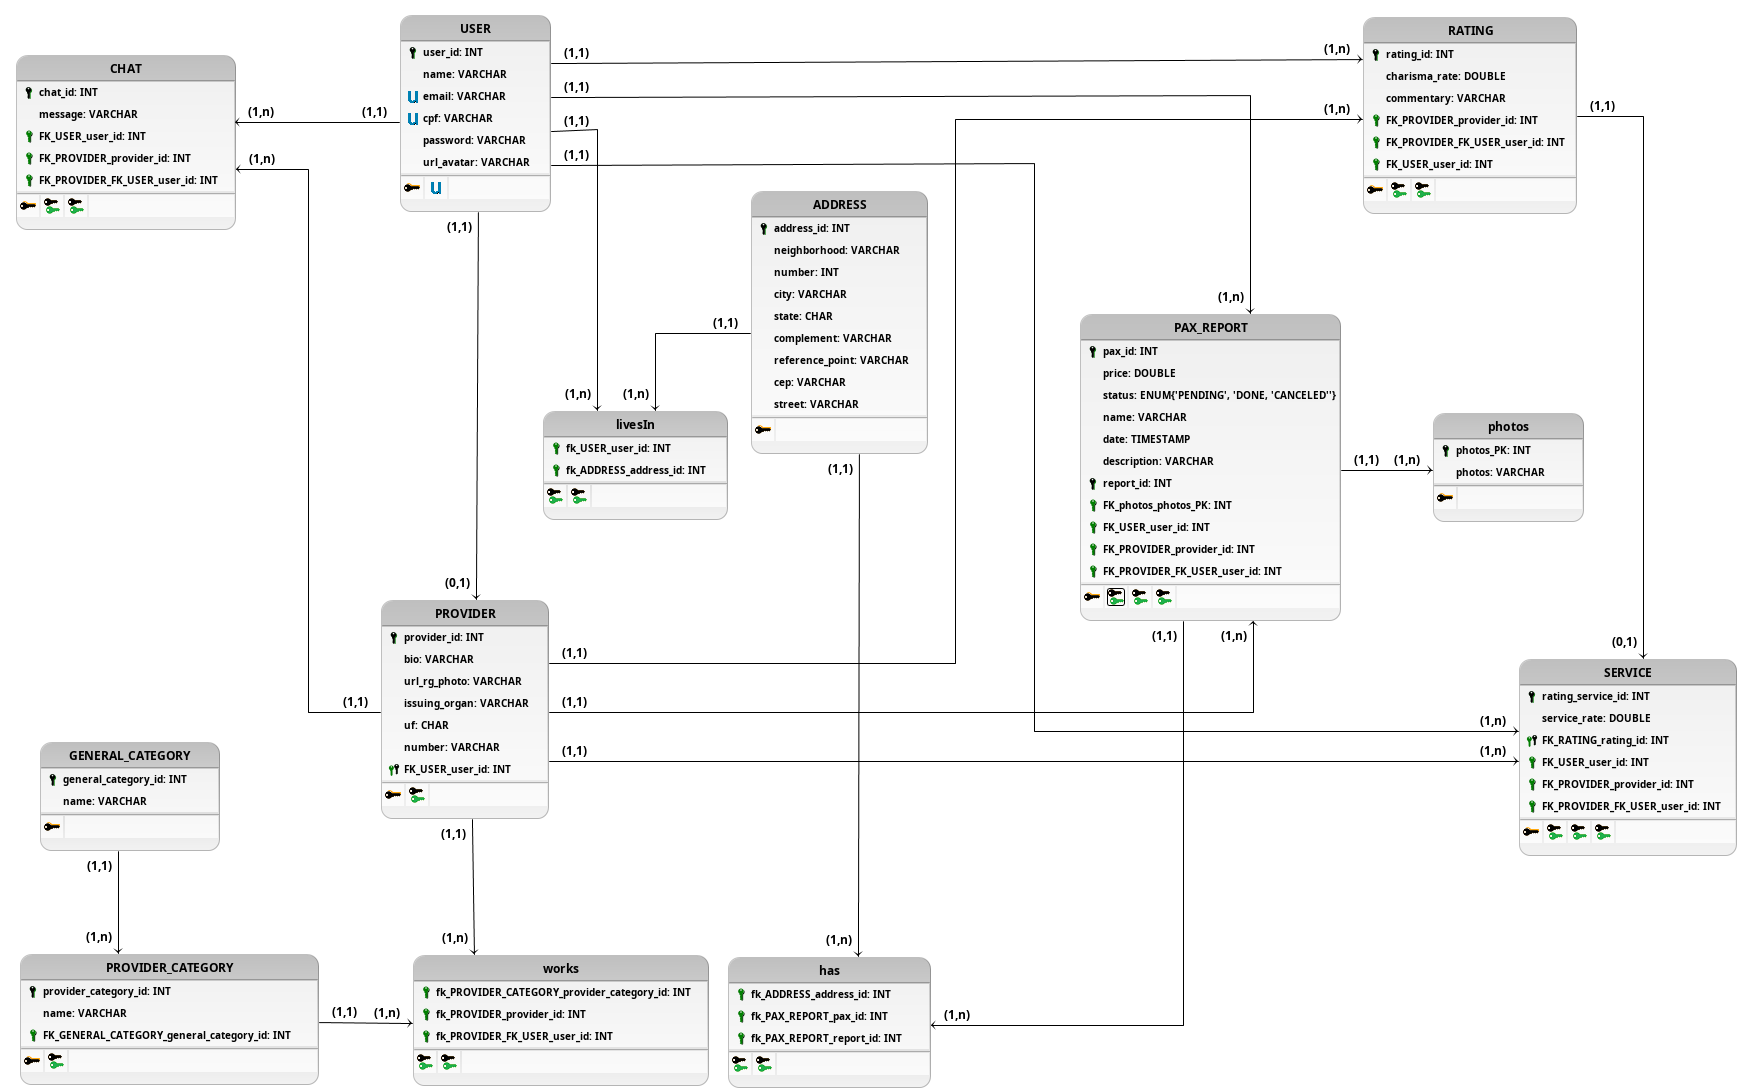 USER
user_id: INT
name: VARCHAR
email: VARCHAR
cpf: VARCHAR
password: VARCHAR
url_avatar: VARCHAR
(1,1)
(1,1)
(1,1)
(1,1)
(1,1)
(1,1)
RATING
rating_id: INT
charisma_rate: DOUBLE
commentary: VARCHAR
FK_PROVIDER_provider_id: INT
FK_PROVIDER_FK_USER_user_id: INT
FK_USER_user_id: INT
(1,n)
(1,n)
(1,1)
CHAT
chat_id: INT
message: VARCHAR
FK_USER_user_id: INT
FK_PROVIDER_provider_id: INT
FK_PROVIDER_FK_USER_user_id: INT
(1,n)
(1,n)
ADDRESS
address_id: INT
neighborhood: VARCHAR
number: INT
city: VARCHAR
state: CHAR
complement: VARCHAR
reference_point: VARCHAR
cep: VARCHAR
street: VARCHAR
(1,1)
(1,1)
PAX_REPORT
pax_id: INT
price: DOUBLE
status: ENUM{'PENDING', 'DONE, 'CANCELED''}
name: VARCHAR
date: TIMESTAMP
description: VARCHAR
report_id: INT
FK_photos_photos_PK: INT
FK_USER_user_id: INT
FK_PROVIDER_provider_id: INT
FK_PROVIDER_FK_USER_user_id: INT
(1,n)
(1,1)
(1,n)
(1,1)
(1,n)
photos
photos_PK: INT
photos: VARCHAR
livesIn
fk_USER_user_id: INT
fk_ADDRESS_address_id: INT
(1,n)
(1,n)
PROVIDER
provider_id: INT
bio: VARCHAR
url_rg_photo: VARCHAR
issuing_organ: VARCHAR
uf: CHAR
number: VARCHAR
FK_USER_user_id: INT
(0,1)
(1,1)
(1,1)
(1,1)
(1,1)
(1,1)
SERVICE
rating_service_id: INT
service_rate: DOUBLE
FK_RATING_rating_id: INT
FK_USER_user_id: INT
FK_PROVIDER_provider_id: INT
FK_PROVIDER_FK_USER_user_id: INT
(0,1)
(1,n)
(1,n)
GENERAL_CATEGORY
general_category_id: INT
name: VARCHAR
(1,1)
(1,n)
PROVIDER_CATEGORY
provider_category_id: INT
name: VARCHAR
FK_GENERAL_CATEGORY_general_category_id: INT
(1,1)
(1,n)
(1,n)
works
fk_PROVIDER_CATEGORY_provider_category_id: INT
fk_PROVIDER_provider_id: INT
fk_PROVIDER_FK_USER_user_id: INT
(1,n)
has
fk_ADDRESS_address_id: INT
fk_PAX_REPORT_pax_id: INT
fk_PAX_REPORT_report_id: INT
(1,n)